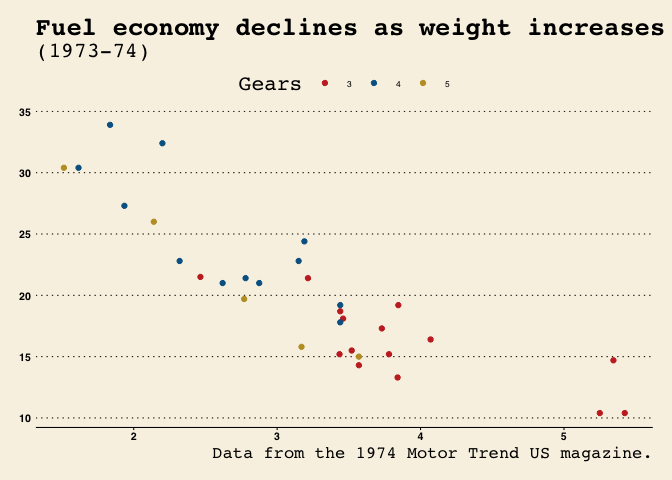 Fuel economy declines as weight increases
(1973-74)
Gears 3 4 5
35
30
25
20
15
10
2 3 4 5
Data from the 1974 Motor Trend US magazine.